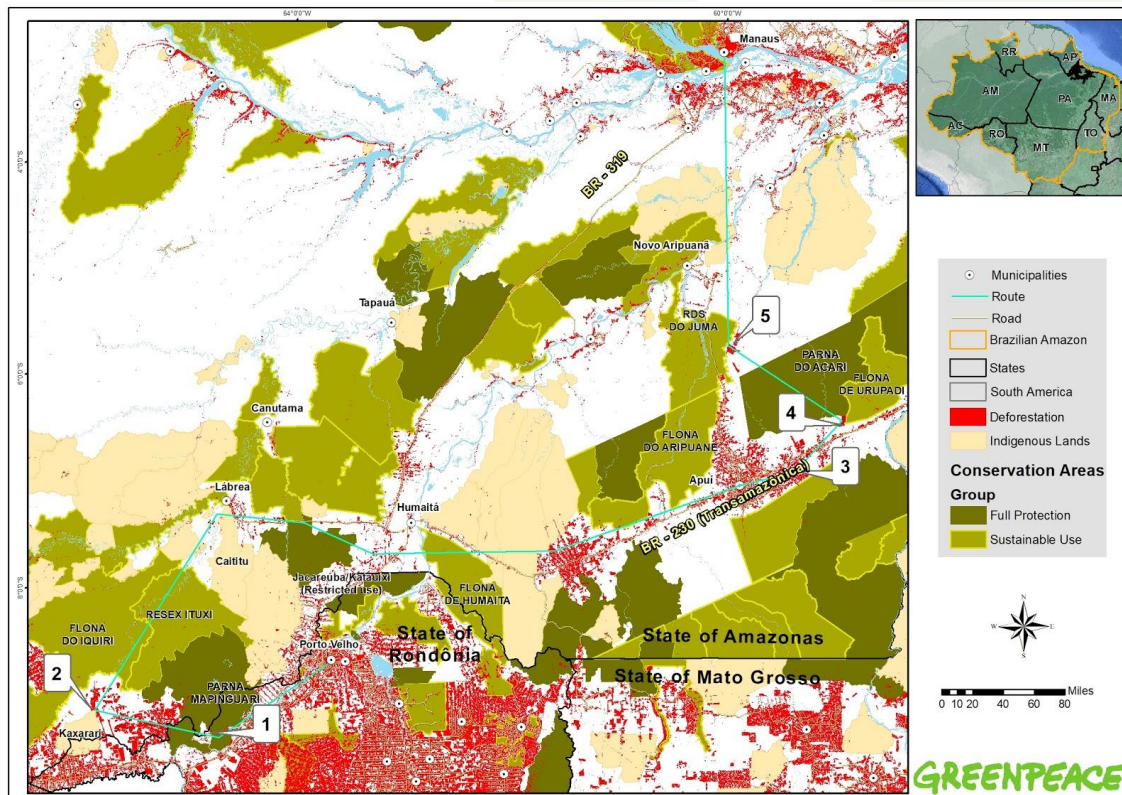 64°0'0"W
60°0'0"W
Manaus
4°0'0"S
BR - 319
Novo Aripuanã
Tapauá
RDS
DO JUMA
5
6°0'0"S
PARNA
DO ACARI
FLONA
DE URUPADI
4
Canutama
FLONA
DO ARIPUANE
3
Apuí
Lábrea
Humaitá
BR - 230 (Transamazônica)
Caititu
8°0'0"S
Jacareúba/Katauixi
(Restricted use)
FLONA
DE HUMAITA
RESEX ITUXI
FLONA
DO IQUIRI
State of
Rondônia
State of Amazonas
Porto Velho
State of Mato Grosso
2
PARNA
MAPINGUARI
1
Kaxarari
RR
AP
AM
PA
MA
AC
RO
TO
MT
Municipalities
Route
Road
Brazilian Amazon
States
South America
Deforestation
Indigenous Lands
Conservation Areas
Group
Full Protection
Sustainable Use
N
W
E
S
0 10 20 40 60 80 Miles
GREENPEACE